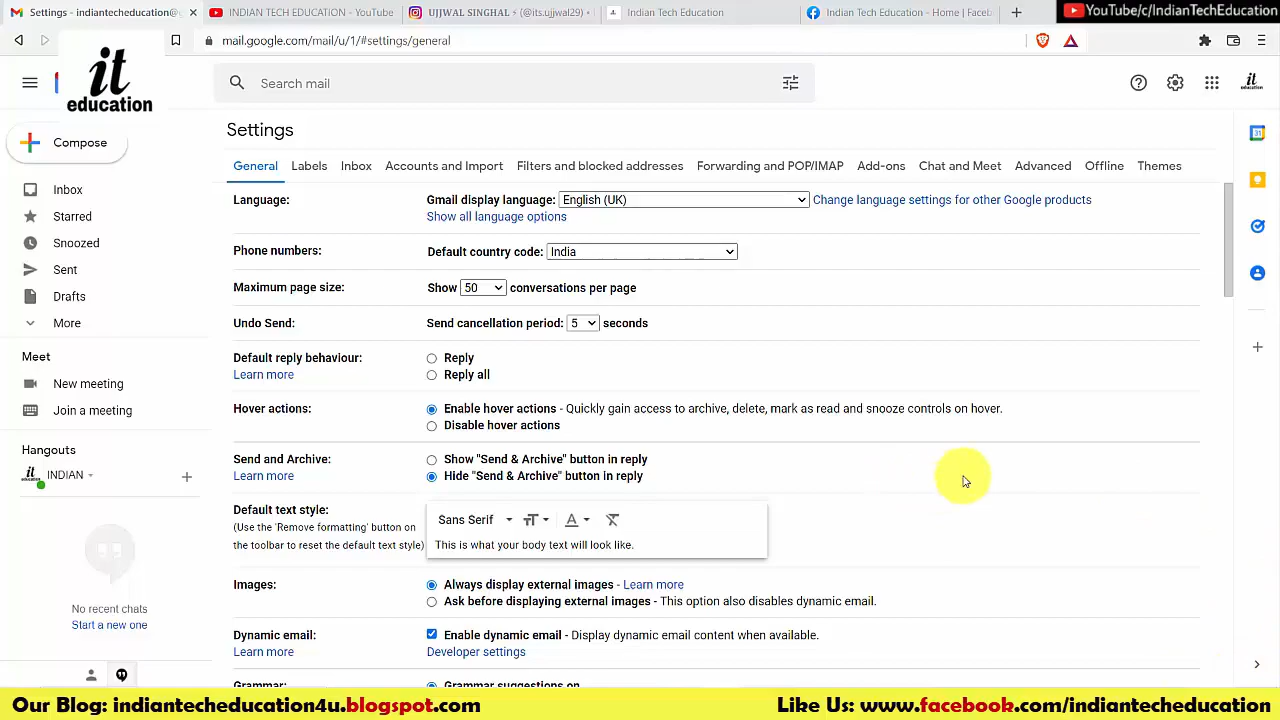 Settings - indiantecheducation@g
INDIAN TECH EDUCATION - YouTube
UJJWAL SINGHAL ⚡ (@its.ujjwal29)
Indian Tech Educ
Indian Tech Education - Home | Faceb
YouTube/c/IndianTechEducation
mail.google.com/mail/u/1/#settings/general
it
education
Search mail
it
education
Compose
Inbox
Starred
Snoozed
Sent
Drafts
More
Meet
New meeting
Join a meeting
Hangouts
it
education
INDIAN
No recent chats
Start a new one
Settings
General Labels Inbox Accounts and Import Filters and blocked addresses Forwarding and POP/IMAP Add-ons Chat and Meet Advanced Offline Themes
Language: Gmail display language: English (UK) Change language settings for other Google products
Show all language options
Phone numbers: Default country code: India
Maximum page size: Show 50 conversations per page
Undo Send: Send cancellation period: 5 seconds
Default reply behaviour: Reply
Learn more Reply all
Hover actions: Enable hover actions - Quickly gain access to archive, delete, mark as read and snooze controls on hover.
Disable hover actions
Send and Archive: Show "Send & Archive" button in reply
Learn more Hide "Send & Archive" button in reply
Default text style:
(Use the 'Remove formatting' button on
the toolbar to reset the default text style)
Sans Serif
This is what your body text will look like.
Images: Always display external images - Learn more
Ask before displaying external images - This option also disables dynamic email.
Dynamic email: Enable dynamic email - Display dynamic email content when available.
Learn more Developer settings
Grammar: Grammar suggestions on
31
Our Blog: indiantecheducation4u.blogspot.com
Like Us: www.facebook.com/indiantecheducation